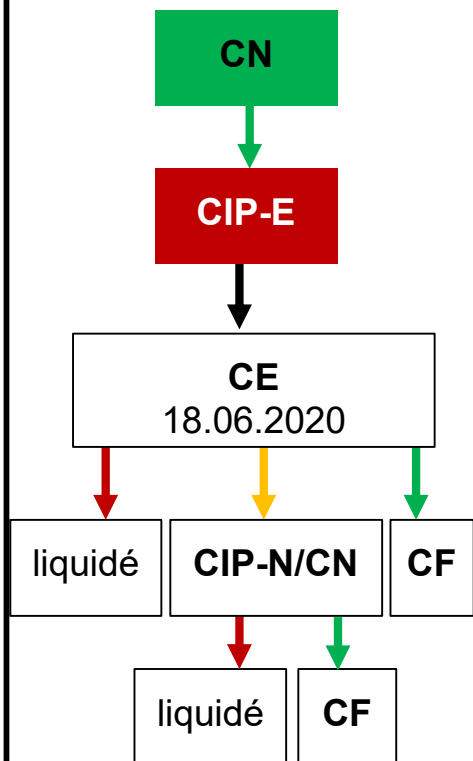 CN
CIP-E
CE
18.06.2020
liquidé
CIP-N/CN
CF
liquidé
CF